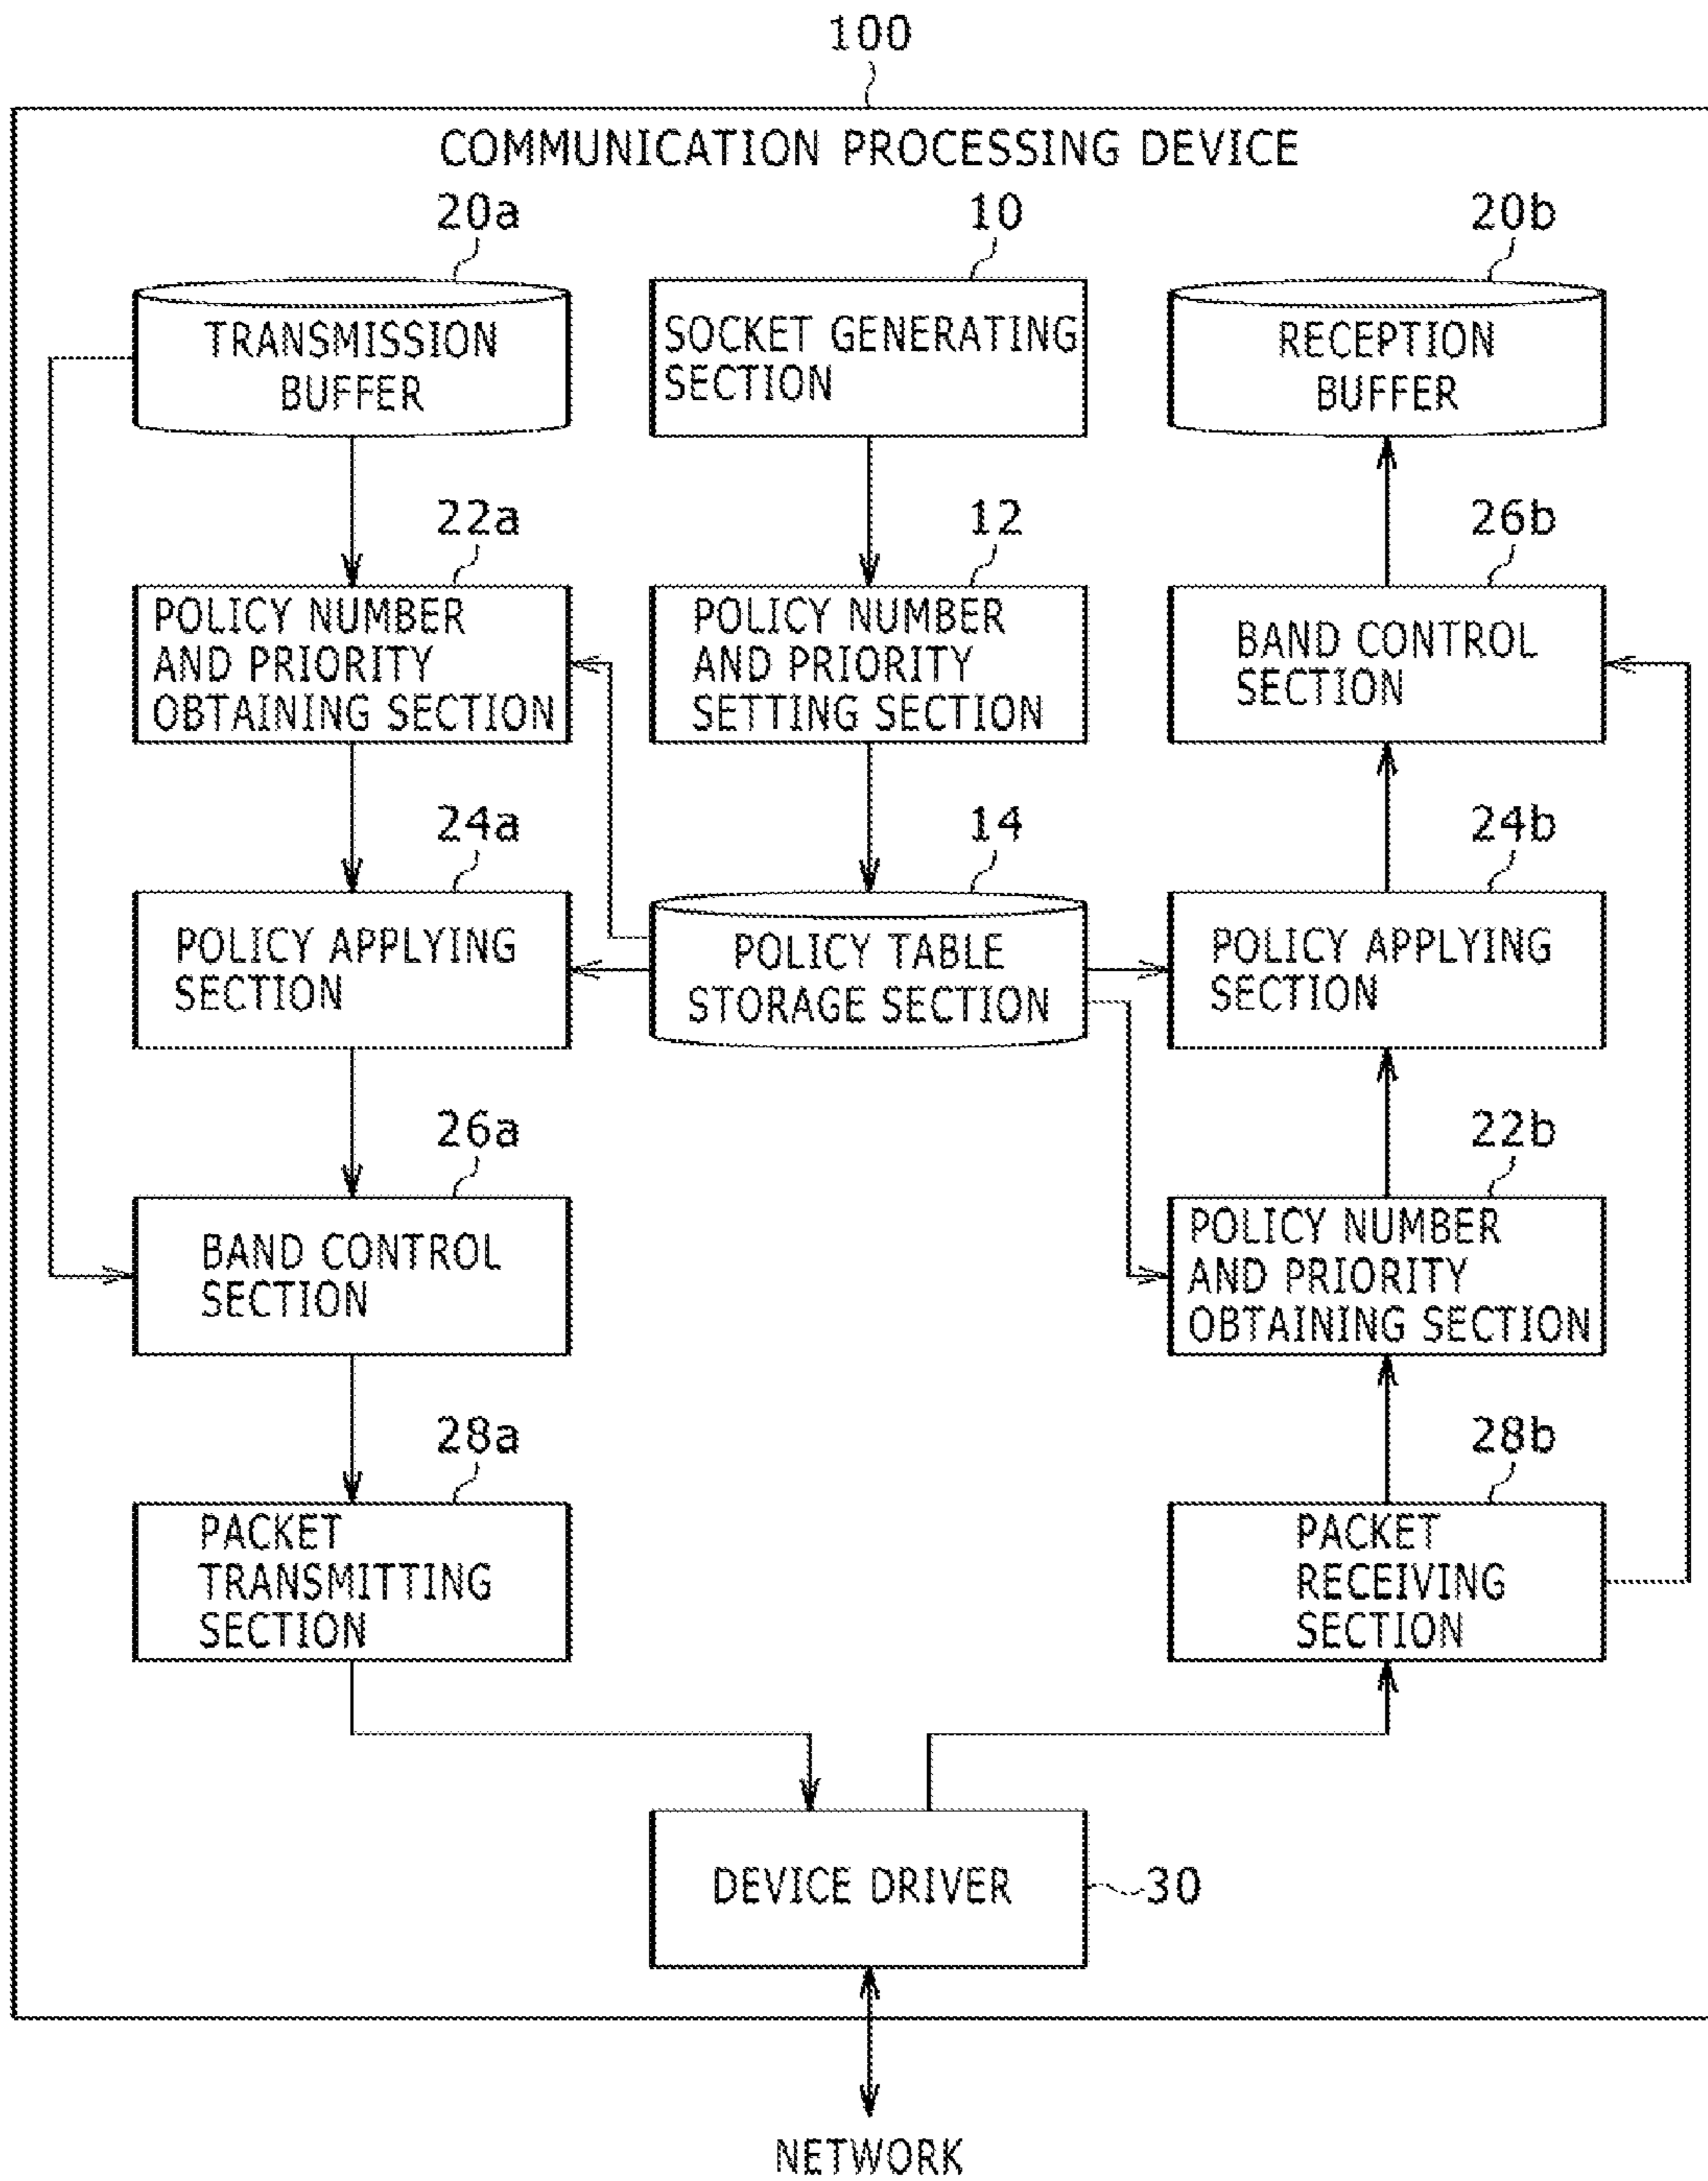 100
COMMUNICATION PROCESSING DEVICE
20a
10
20b
TRANSMISSION
BUFFER
SOCKET GENERATING
SECTION
RECEPTION
BUFFER
22a
12
26b
POLICY NUMBER
AND PRIORITY
OBTAINING SECTION
POLICY NUMBER
AND PRIORITY
SETTING SECTION
BAND CONTROL
SECTION
24a
14
24b
POLICY APPLYING
SECTION
POLICY TABLE
STORAGE SECTION
POLICY APPLYING
SECTION
26a
22b
BAND CONTROL
SECTION
POLICY NUMBER
AND PRIORITY
OBTAINING SECTION
28a
28b
PACKET
TRANSMITTING
SECTION
PACKET
RECEIVING
SECTION
DEVICE DRIVER
30
NETWORK